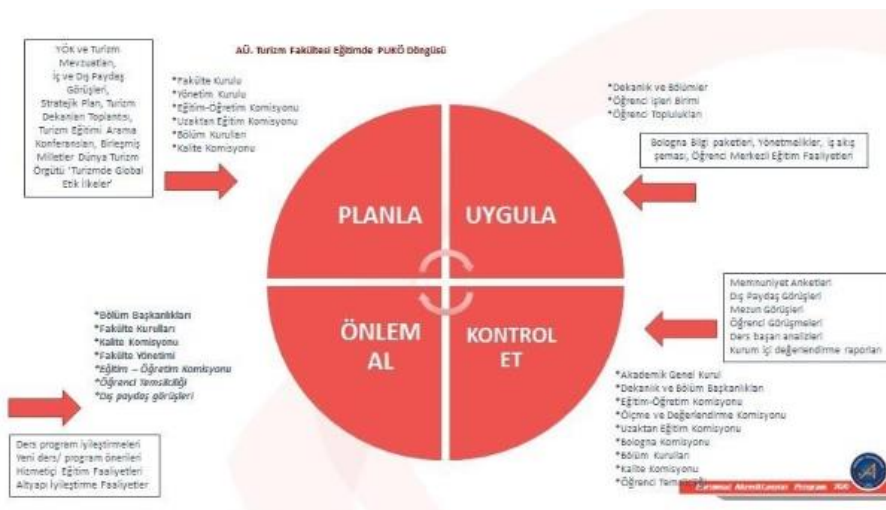 AÜ. Turizm Fakültesi Eğitimde PUKÖ Döngüsü
YÖK ve Turizm
Mevzuatları,
İç ve Dış Paydaş
Görüşleri,
Stratejik Plan, Turizm
Dekanları Toplantısı,
Turizm Eğitimi Arama
Konferansları, Birleşmiş
Milletler Dünya Turizm
Örgütü 'Turizmde Global
Etik İlkeler'
*Fakülte Kurulu
*Yönetim Kurulu
*Eğitim-Öğretim Komisyonu
*Uzaktan Eğitim Komisyonu
*Bölüm Kurulları
*Kalite Komisyonu
*Dekanlık ve Bölümler
*Öğrenci İşleri Birimi
*Öğrenci Toplulukları
Bologna Bilgi paketleri, Yönetmelikler, iş akış
şeması, Öğrenci Merkezli Eğitim Faaliyetleri
PLANLA
UYGULA
ÖNLEM
AL
KONTROL
ET
Memnuniyet Anketleri
Dış Paydaş Görüşleri
Mezun Görüşleri
Öğrenci Görüşmeleri
Ders başarı analizleri
Kurum içi değerlendirme raporları
*Bölüm Başkanlıkları
*Fakülte Kurulları
*Kalite Komisyonu
*Fakülte Yönetimi
*Eğitim – Öğretim Komisyonu
*Öğrenci Temsilciliği
*Dış paydaş görüşleri
*Akademik Genel Kurul
*Dekanlık ve Bölüm Başkanlıkları
*Eğitim-Öğretim Komisyonu
*Ölçme ve Değerlendirme Komisyonu
*Uzaktan Eğitim Komisyonu
*Bologna Komisyonu
*Bölüm Kurulları
*Kalite Komisyonu
*Öğrenci Temsilciliği
Ders program iyileştirmeleri
Yeni ders/ program önerileri
Hizmetiçi Eğitim Faaliyetleri
Altyapı İyileştirme Faaliyetler
Kurumsal Akreditasyon Programı